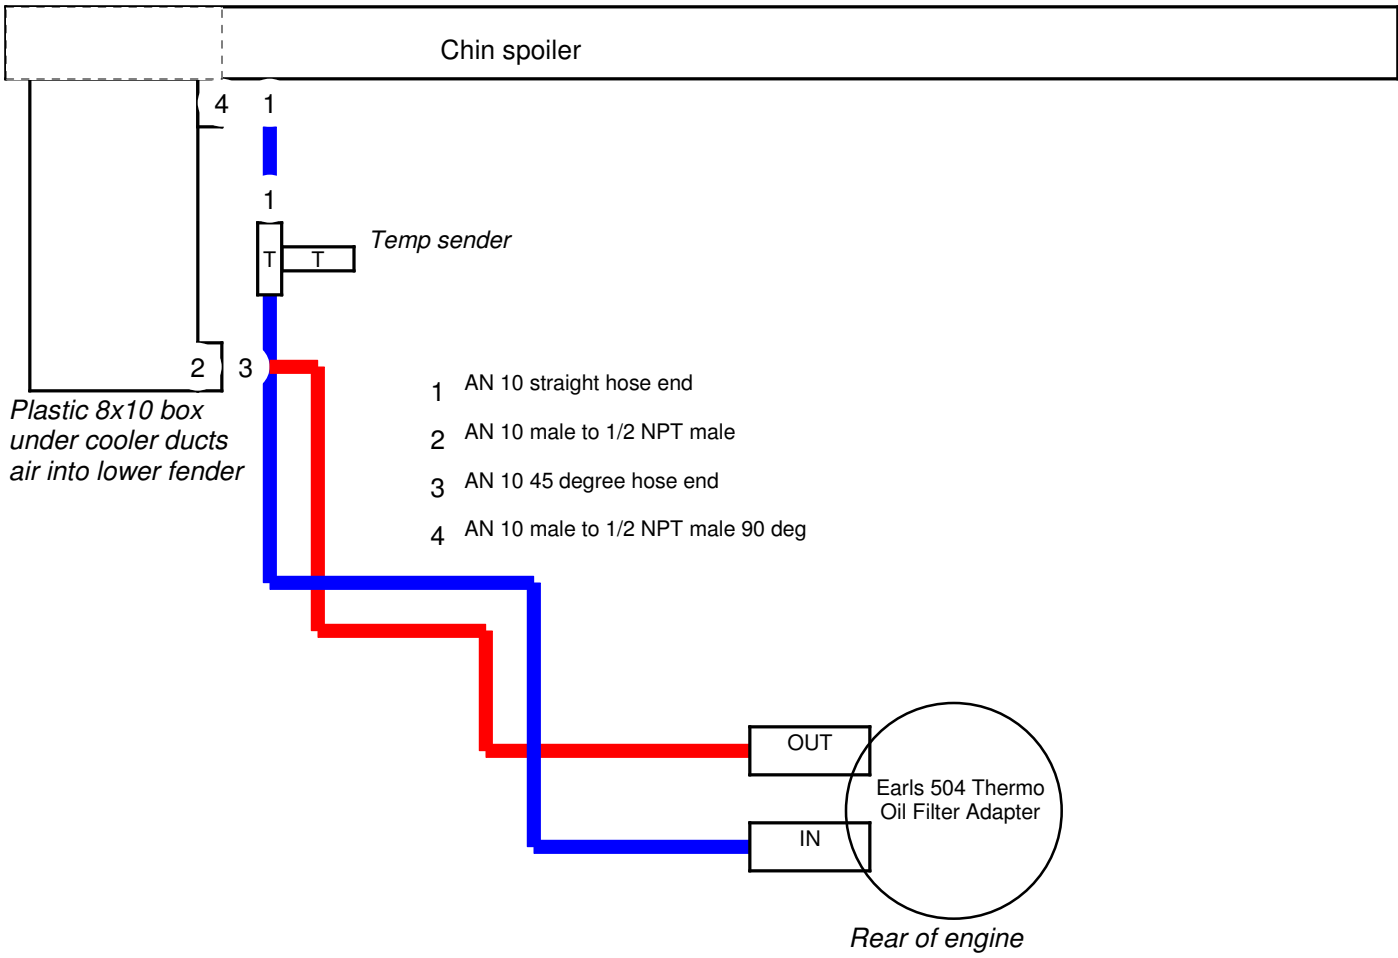 Chin spoiler
4 1
1
Temp sender
T T
2 3
Plastic 8x10 box
under cooler ducts
air into lower fender
1 AN 10 straight hose end
2 AN 10 male to 1/2 NPT male
3 AN 10 45 degree hose end
4 AN 10 male to 1/2 NPT male 90 deg
OUT
Earls 504 Thermo
Oil Filter Adapter
IN
Rear of engine